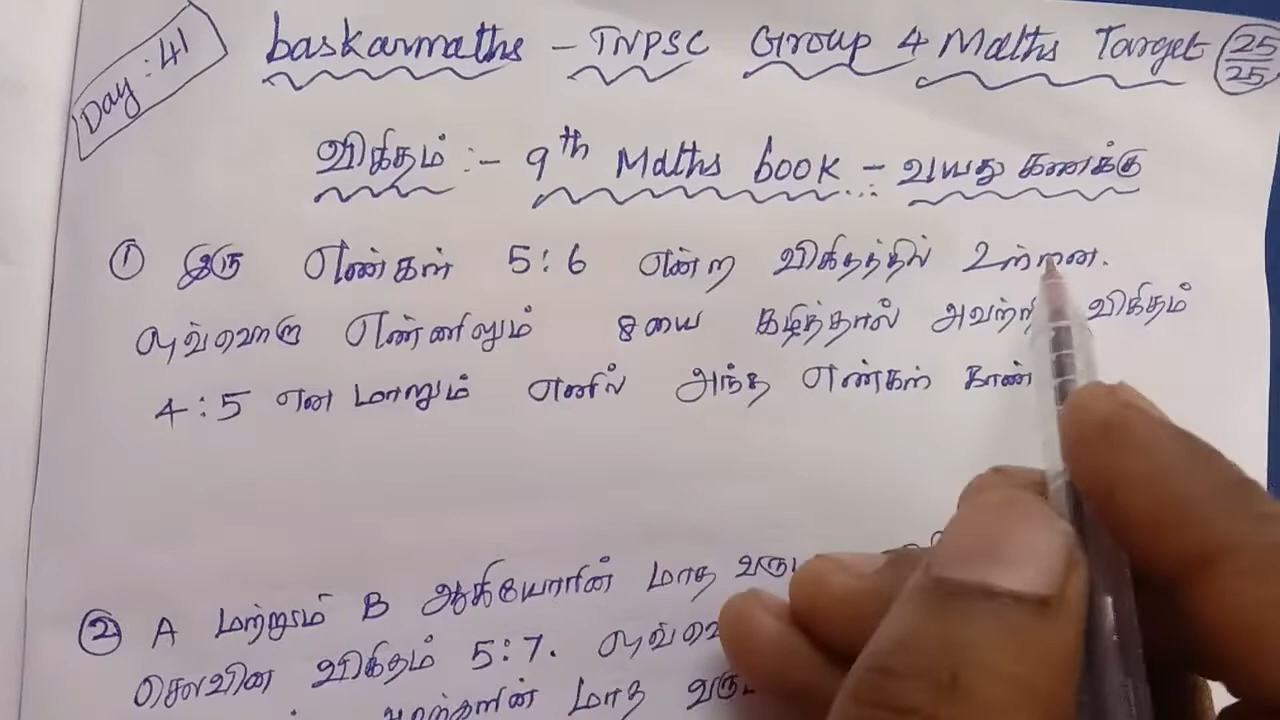 Day: 41
baskarmaths - TNPSC Group 4 Maths Target 25/25
விகிதம் :- 9th Maths book - வயது கணக்கு
① இரு எண்கள் 5:6 என்ற விகிதத்தில் உள்ளன.
ஒவ்வொரு எண்ணிலும் 8யை கழித்தால் அவற்றி விகிதம்
4:5 என மாறும் எனில் அந்த எண்கள் காண்
② A மற்றும் B ஆகியோரின் மாத வரு
செலவின விகிதம் 5:7. ஒவ்வொ
மாத வரு